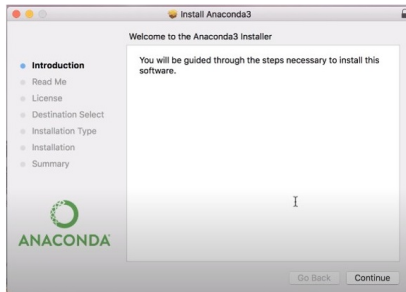 Install Anaconda3
Welcome to the Anaconda3 Installer
Introduction
Read Me
License
Destination Select
Installation Type
Installation
Summary
You will be guided through the steps necessary to install this
software.
ANACONDA
Go Back
Continue